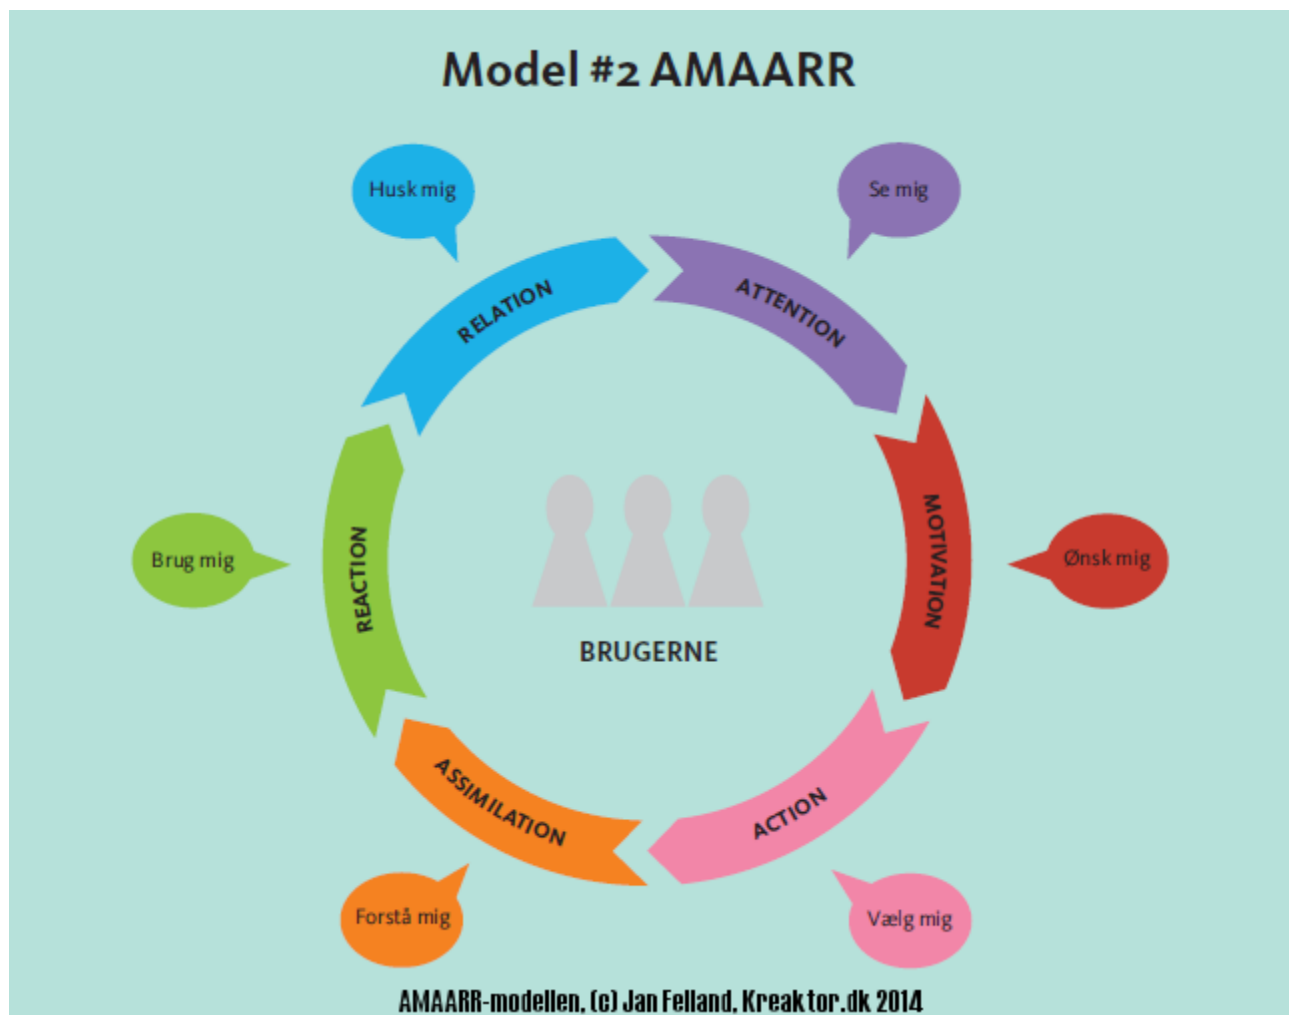 Model #2 AMAARR
Husk mig
Se mig
RELATION
ATTENTION
MOTIVATION
Ønsk mig
Brug mig
REACTION
BRUGERNE
ASSIMILATION
ACTION
Forstå mig
Vælg mig
AMAARR-modellen, (c) Jan Felland, Kreaktor.dk 2014